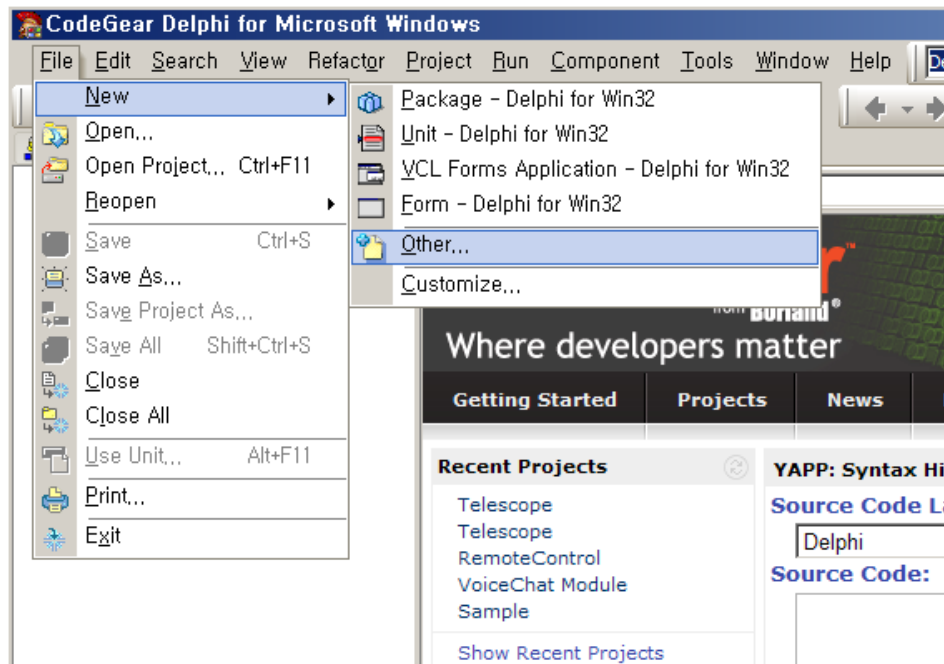 CodeGear Delphi for Microsoft Windows
File Edit Search View Refactor Project Run Component Tools Window Help
New
Open...
Open Project... Ctrl+F11
Reopen
Save Ctrl+S
Save As...
Save Project As...
Save All Shift+Ctrl+S
Close
Close All
Use Unit... Alt+F11
Print...
Exit
Package - Delphi for Win32
Unit - Delphi for Win32
VCL Forms Application - Delphi for Win32
Form - Delphi for Win32
Other...
Customize...
from Borland®
Where developers matter
Getting Started Projects News
Recent Projects
Telescope
Telescope
RemoteControl
VoiceChat Module
Sample
Show Recent Projects
YAPP: Syntax Hi
Source Code La
Delphi
Source Code: